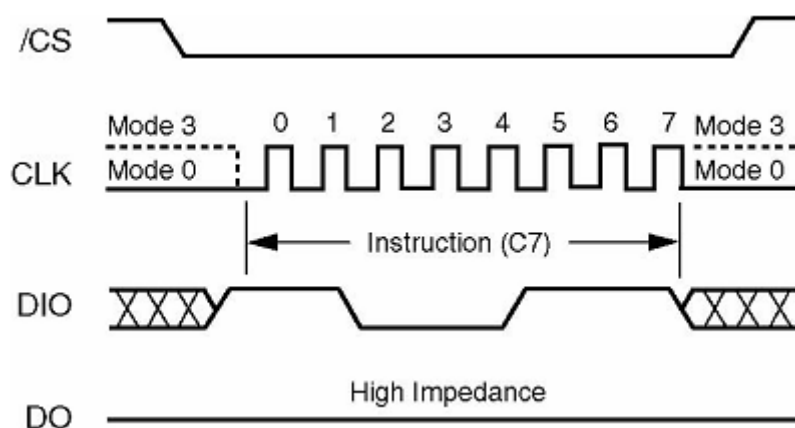 /CS
Mode 3 0 1 2 3 4 5 6 7 Mode 3
CLK Mode 0 Mode 0
Instruction (C7)
DIO
High Impedance
DO